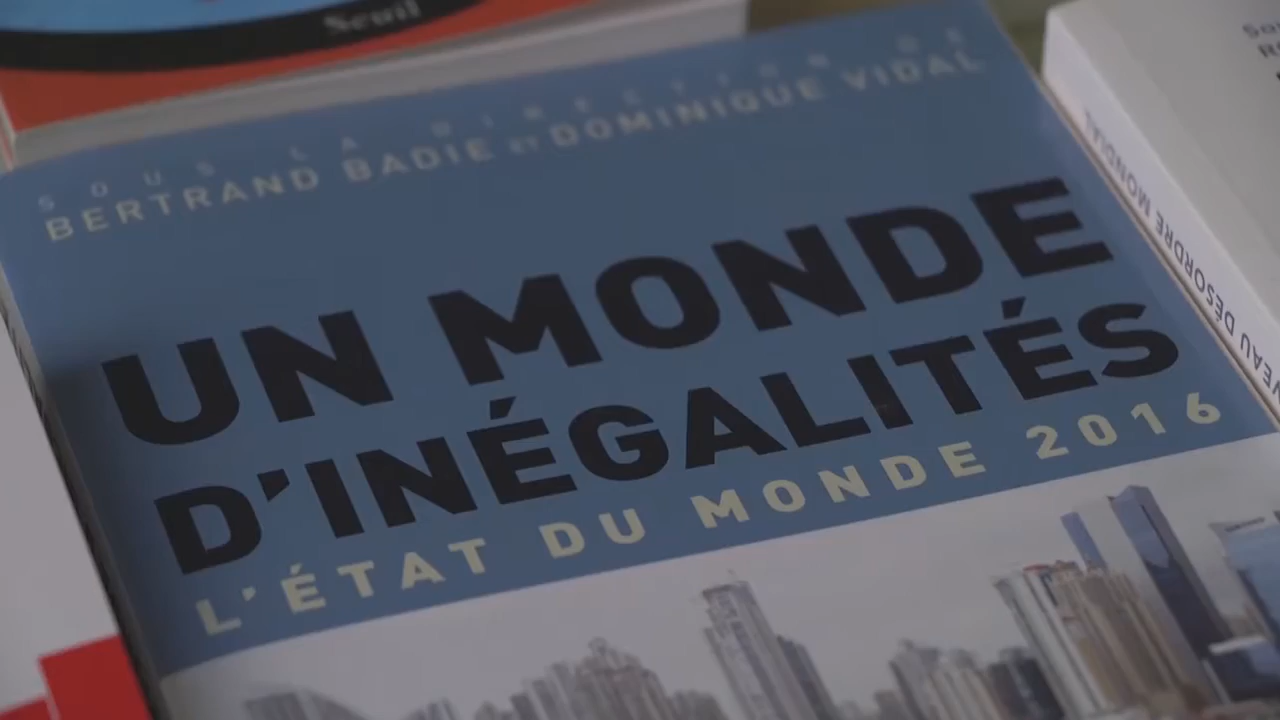 Seuil
SOUS LA DIRECTION DE
BERTRAND BADIE et DOMINIQUE VIDAL
UN MONDE
D'INÉGALITÉS
L'ÉTAT DU MONDE 2016
DÉSORDRE MONDIAL